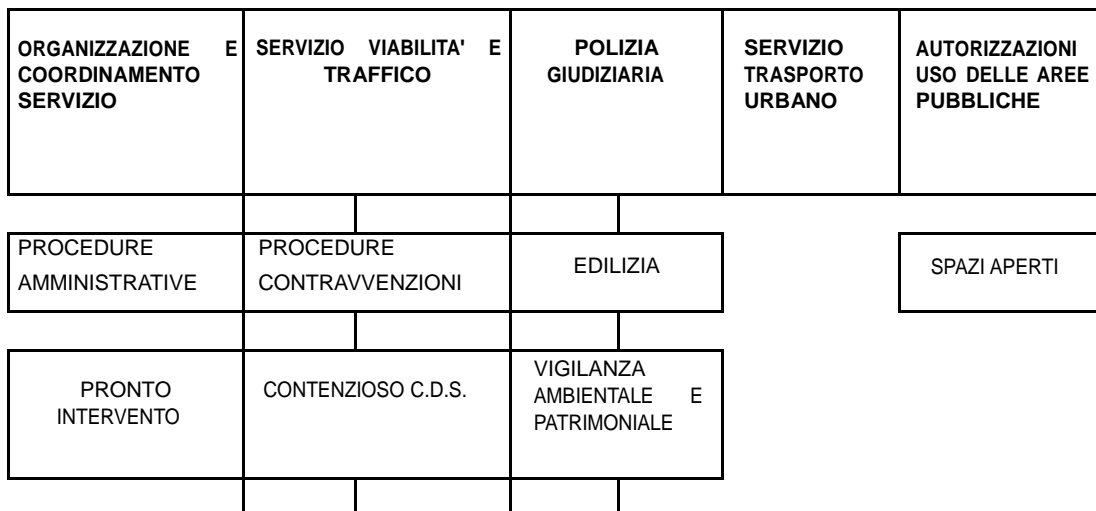 ORGANIZZAZIONE E
COORDINAMENTO
SERVIZIO
SERVIZIO VIABILITA' E
TRAFFICO
POLIZIA
GIUDIZIARIA
SERVIZIO
TRASPORTO
URBANO
AUTORIZZAZIONI
USO DELLE AREE
PUBBLICHE
PROCEDURE
AMMINISTRATIVE
PROCEDURE
CONTRAVVENZIONI
EDILIZIA
SPAZI APERTI
PRONTO
INTERVENTO
CONTENZIOSO C.D.S.
VIGILANZA
AMBIENTALE E
PATRIMONIALE